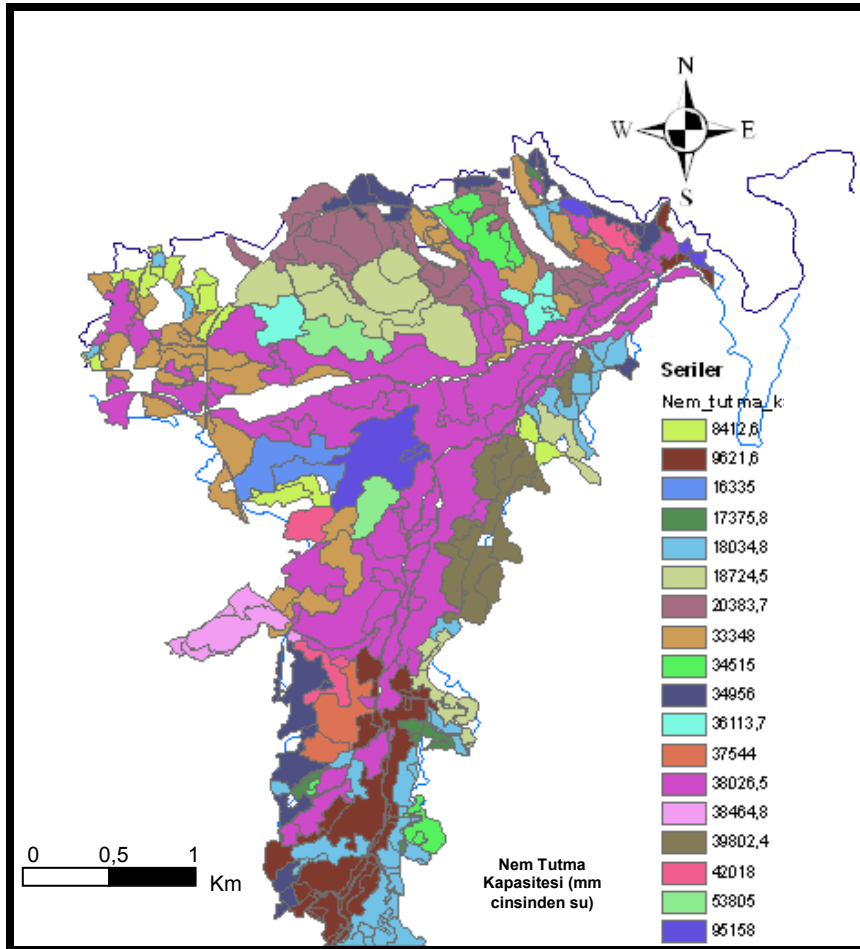 N
W E
S
Seriler
Nem_tutma_k
8412,6
9621,6
16335
17375,8
18034,8
18724,5
20383,7
33348
34515
34956
36113,7
37544
38026,5
38464,8
39802,4
42018
53805
95158
0 0,5 1
Km
Nem Tutma
Kapasitesi (mm
cinsinden su)